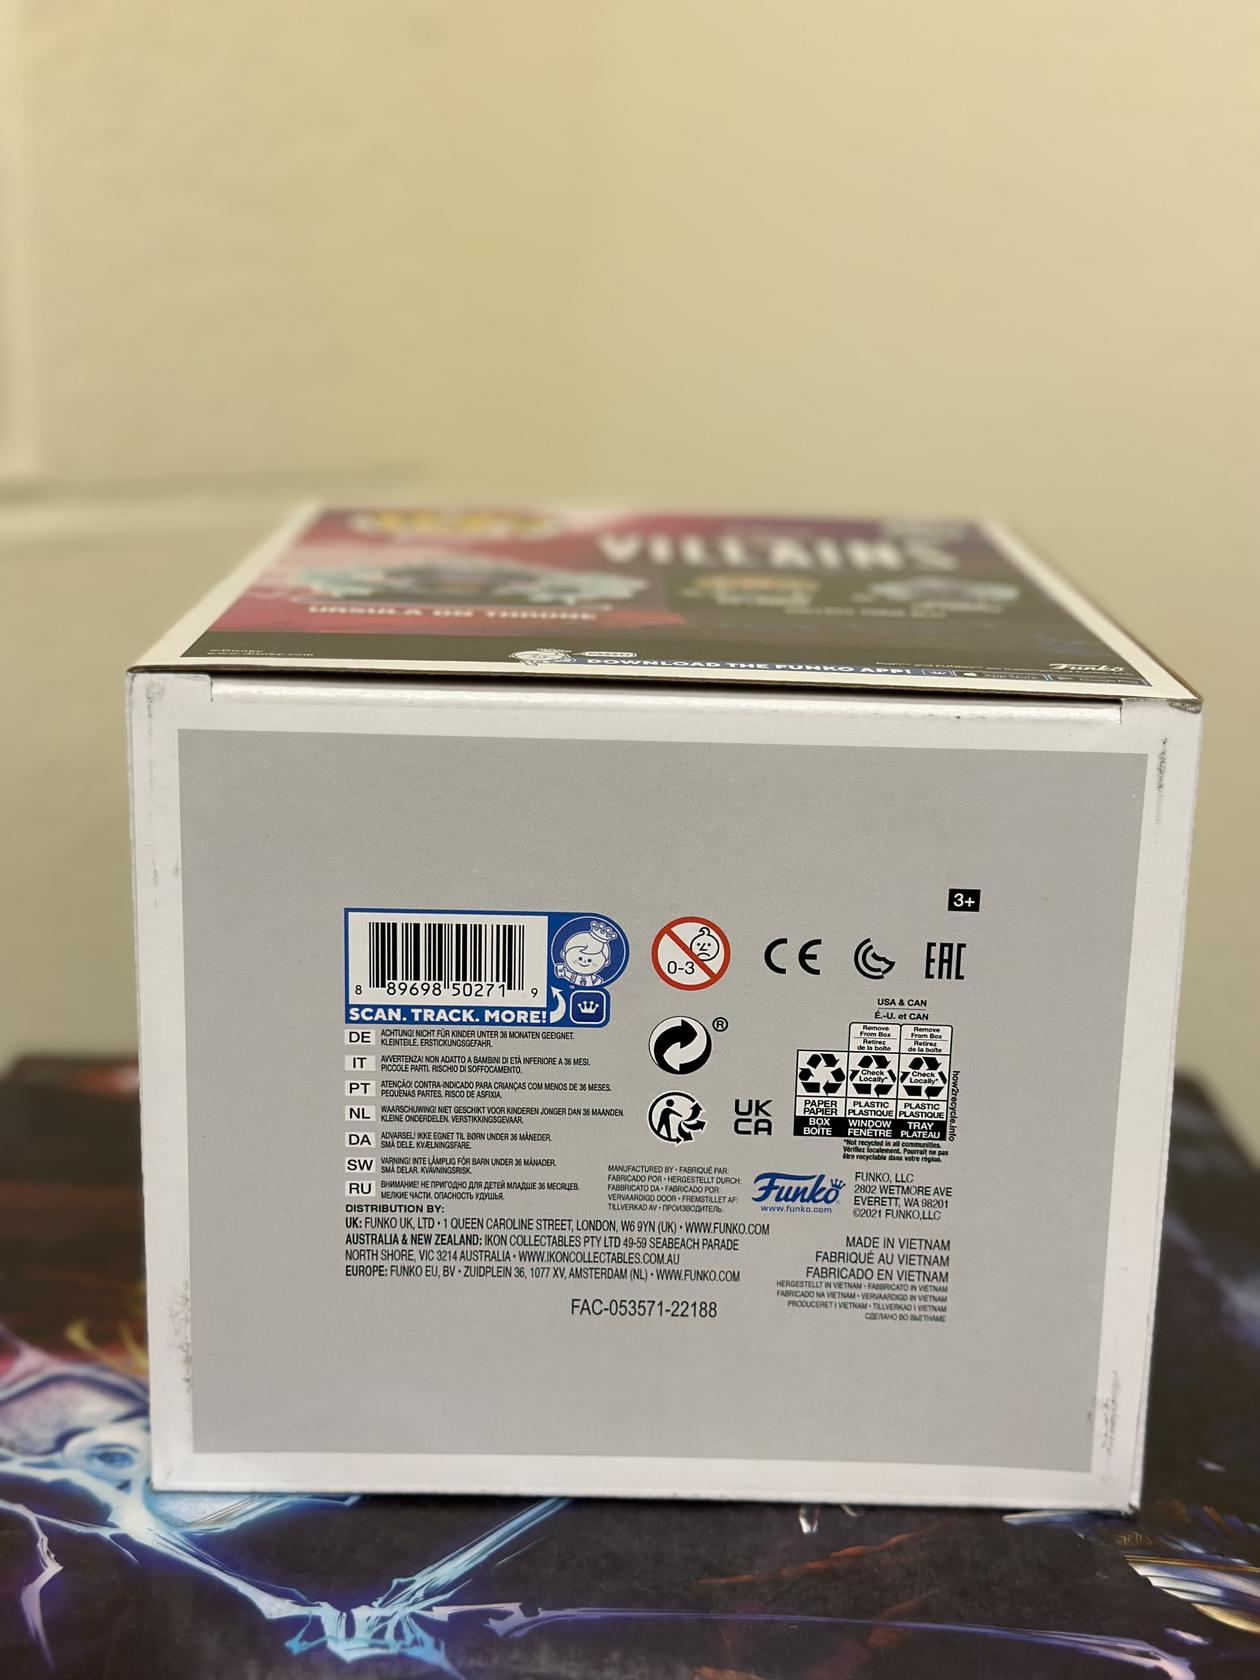 VILLAINS
URSULA ON THRONE
©Disney
www.disney.com
DOWNLOAD THE FUNKO APP!
Funko
3+
8 89698 50271 9
SCAN. TRACK. MORE!
0-3
CE
EAC
USA & CAN
É.-U. et CAN
Remove From Box
Retirez de la boîte
Remove From Box
Retirez de la boîte
Check Locally*
Check Locally*
PAPER PAPIER
PLASTIC PLASTIQUE
PLASTIC PLASTIQUE
BOX BOÎTE
WINDOW FENÊTRE
TRAY PLATEAU
how2recycle.info
*Not recycled in all communities.
Vérifiez localement. Pourrait ne pas
être recyclable dans votre région.
®
UK
CA
DE ACHTUNG! NICHT FÜR KINDER UNTER 36 MONATEN GEEIGNET.
KLEINTEILE. ERSTICKUNGSGEFAHR.
IT AVVERTENZA! NON ADATTO A BAMBINI DI ETÀ INFERIORE A 36 MESI.
PICCOLE PARTI. RISCHIO DI SOFFOCAMENTO.
PT ATENÇÃO! CONTRA-INDICADO PARA CRIANÇAS COM MENOS DE 36 MESES.
PEQUENAS PARTES. RISCO DE ASFIXIA.
NL WAARSCHUWING! NIET GESCHIKT VOOR KINDEREN JONGER DAN 36 MAANDEN.
KLEINE ONDERDELEN. VERSTIKKINGSGEVAAR.
DA ADVARSEL! IKKE EGNET TIL BØRN UNDER 36 MÅNEDER.
SMÅ DELE. KVÆLNINGSFARE.
SW VARNING! INTE LÄMPLIG FÖR BARN UNDER 36 MÅNADER.
SMÅ DELAR. KVÄVNINGSRISK.
RU ВНИМАНИЕ! НЕ ПРИГОДНО ДЛЯ ДЕТЕЙ МЛАДШЕ 36 МЕСЯЦЕВ.
МЕЛКИЕ ЧАСТИ. ОПАСНОСТЬ УДУШЬЯ.
MANUFACTURED BY • FABRIQUÉ PAR:
FABRICADO POR • HERGESTELLT DURCH:
FABBRICATO DA • FABRICADO POR:
VERVAARDIGD DOOR • FREMSTILLET AF:
TILLVERKAD AV • ПРОИЗВОДИТЕЛЬ:
Funko
www.funko.com
FUNKO, LLC
2802 WETMORE AVE
EVERETT, WA 98201
©2021 FUNKO,LLC
DISTRIBUTION BY:
UK: FUNKO UK, LTD • 1 QUEEN CAROLINE STREET, LONDON, W6 9YN (UK) • WWW.FUNKO.COM
AUSTRALIA & NEW ZEALAND: IKON COLLECTABLES PTY LTD 49-59 SEABEACH PARADE
NORTH SHORE, VIC 3214 AUSTRALIA • WWW.IKONCOLLECTABLES.COM.AU
EUROPE: FUNKO EU, BV • ZUIDPLEIN 36, 1077 XV, AMSTERDAM (NL) • WWW.FUNKO.COM
MADE IN VIETNAM
FABRIQUÉ AU VIETNAM
FABRICADO EN VIETNAM
HERGESTELLT IN VIETNAM • FABBRICATO IN VIETNAM
FABRICADO NA VIETNAM • VERVAARDIGD IN VIETNAM
PRODUCERET I VIETNAM • TILLVERKAD I VIETNAM
СДЕЛАНО ВО ВЬЕТНАМЕ
FAC-053571-22188